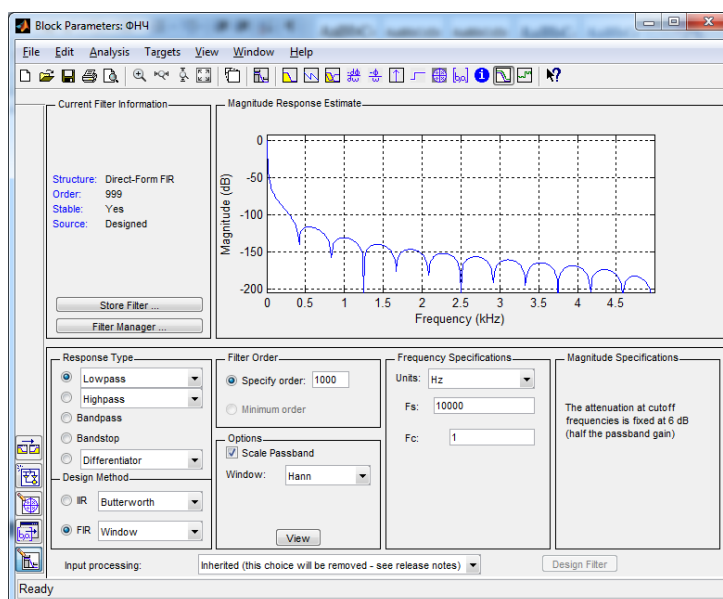 Block Parameters: ФНЧ
File Edit Analysis Targets View Window Help
Current Filter Information
Structure: Direct-Form FIR
Order: 999
Stable: Yes
Source: Designed
Store Filter ...
Filter Manager ...
Magnitude Response Estimate
Magnitude (dB)
0
-50
-100
-150
-200
0 0.5 1 1.5 2 2.5 3 3.5 4 4.5
Frequency (kHz)
Response Type
Lowpass
Highpass
Bandpass
Bandstop
Differentiator
Design Method
IIR Butterworth
FIR Window
Filter Order
Specify order: 1000
Minimum order
Options
Scale Passband
Window: Hann
View
Frequency Specifications
Units: Hz
Fs: 10000
Fc: 1
Magnitude Specifications
The attenuation at cutoff
frequencies is fixed at 6 dB
(half the passband gain)
Input processing: Inherited (this choice will be removed - see release notes)
Design Filter
Ready